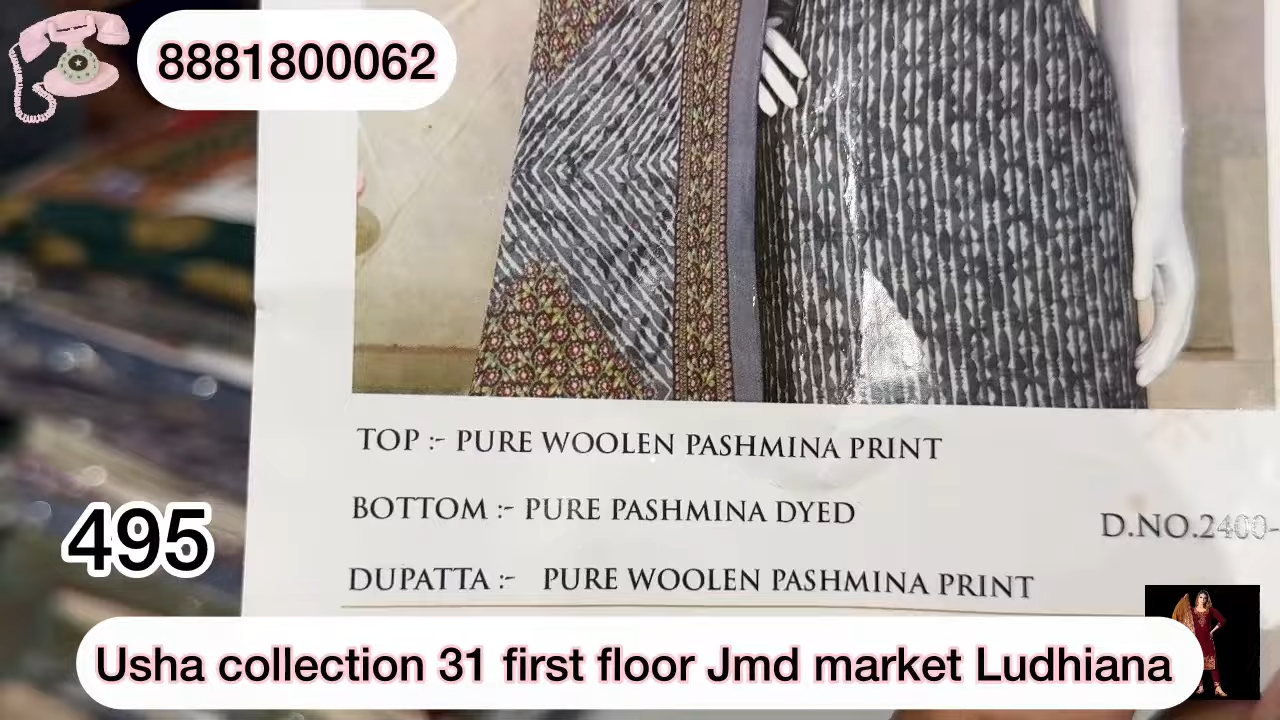 8881800062
TOP :- PURE WOOLEN PASHMINA PRINT
BOTTOM :- PURE PASHMINA DYED
D.NO.2400-
DUPATTA :- PURE WOOLEN PASHMINA PRINT
495
Usha collection 31 first floor Jmd market Ludhiana